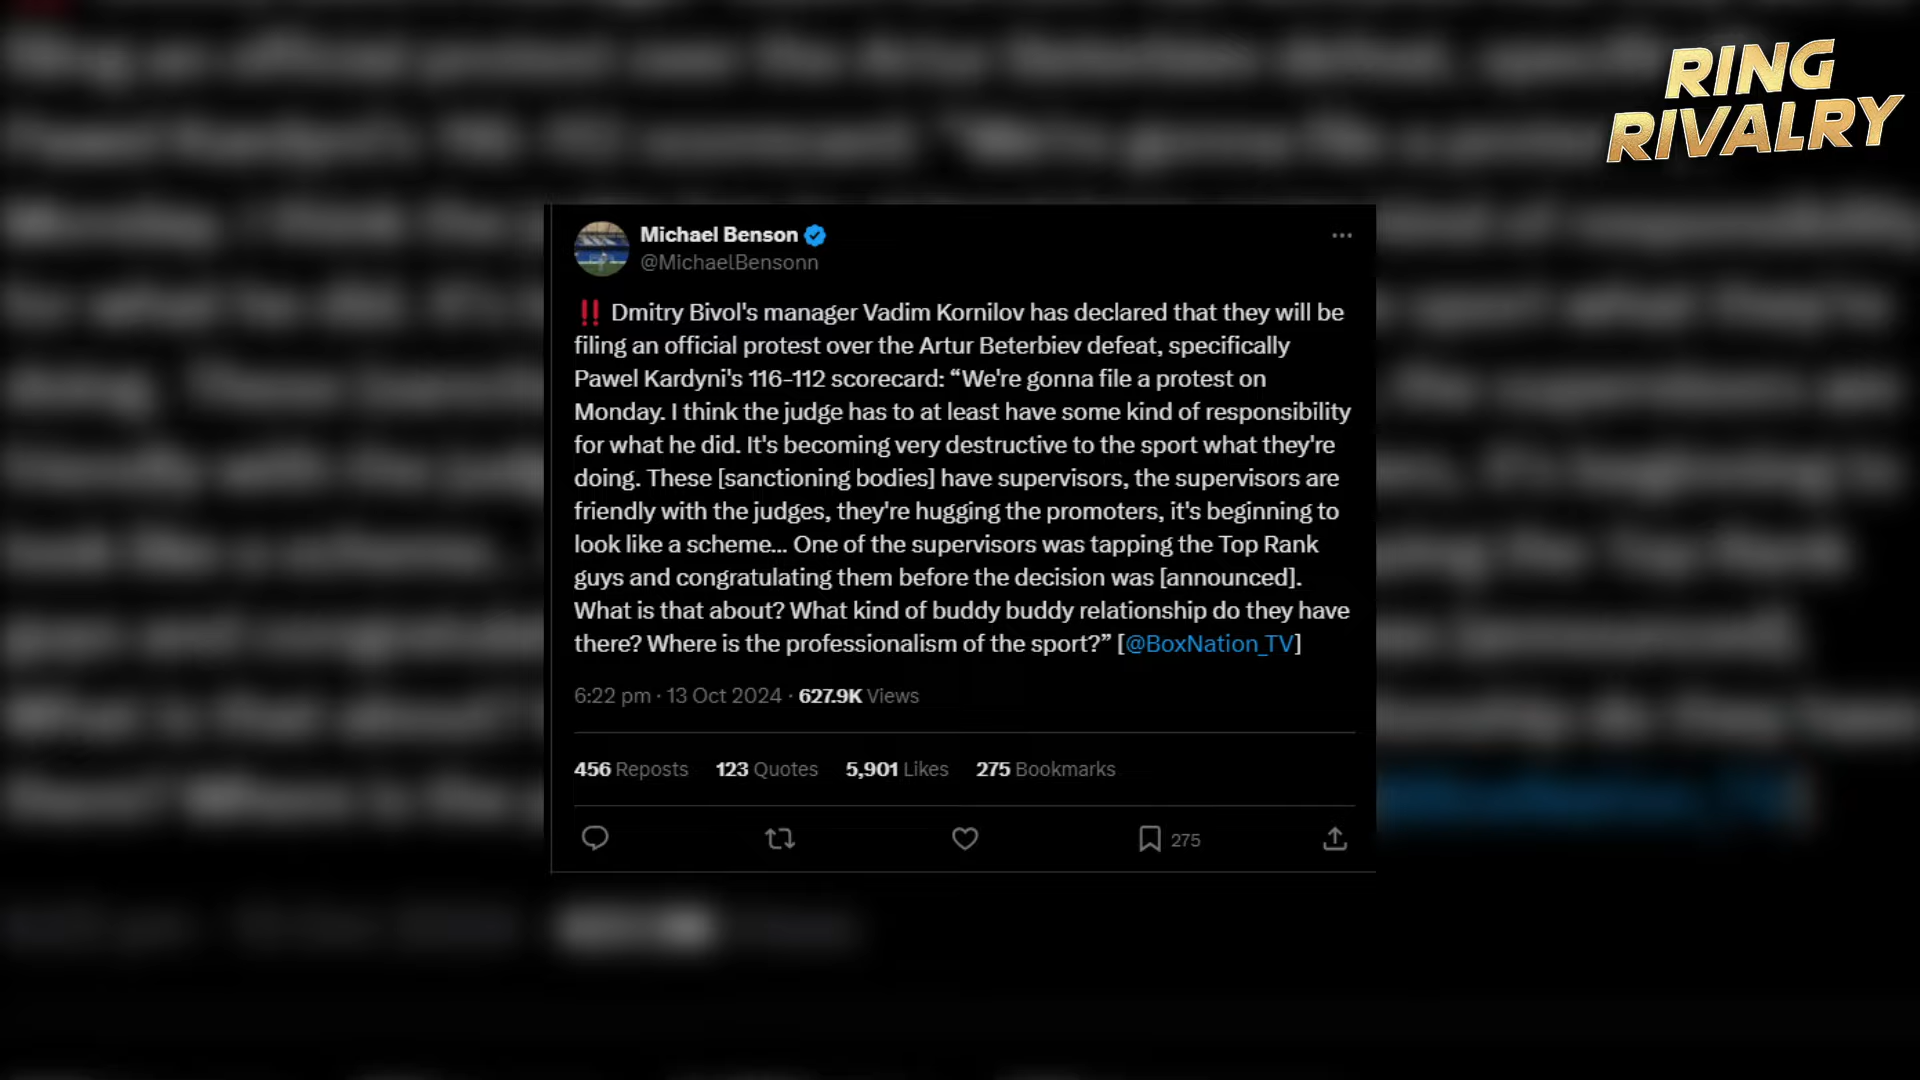 RING
RIVALRY
Michael Benson
@MichaelBensonn
‼️ Dmitry Bivol's manager Vadim Kornilov has declared that they will be
filing an official protest over the Artur Beterbiev defeat, specifically
Pawel Kardyni's 116-112 scorecard: “We're gonna file a protest on
Monday. I think the judge has to at least have some kind of responsibility
for what he did. It's becoming very destructive to the sport what they're
doing. These [sanctioning bodies] have supervisors, the supervisors are
friendly with the judges, they're hugging the promoters, it's beginning to
look like a scheme... One of the supervisors was tapping the Top Rank
guys and congratulating them before the decision was [announced].
What is that about? What kind of buddy buddy relationship do they have
there? Where is the professionalism of the sport?” [@BoxNation_TV]
6:22 pm · 13 Oct 2024 · 627.9K Views
456 Reposts 123 Quotes 5,901 Likes 275 Bookmarks
275